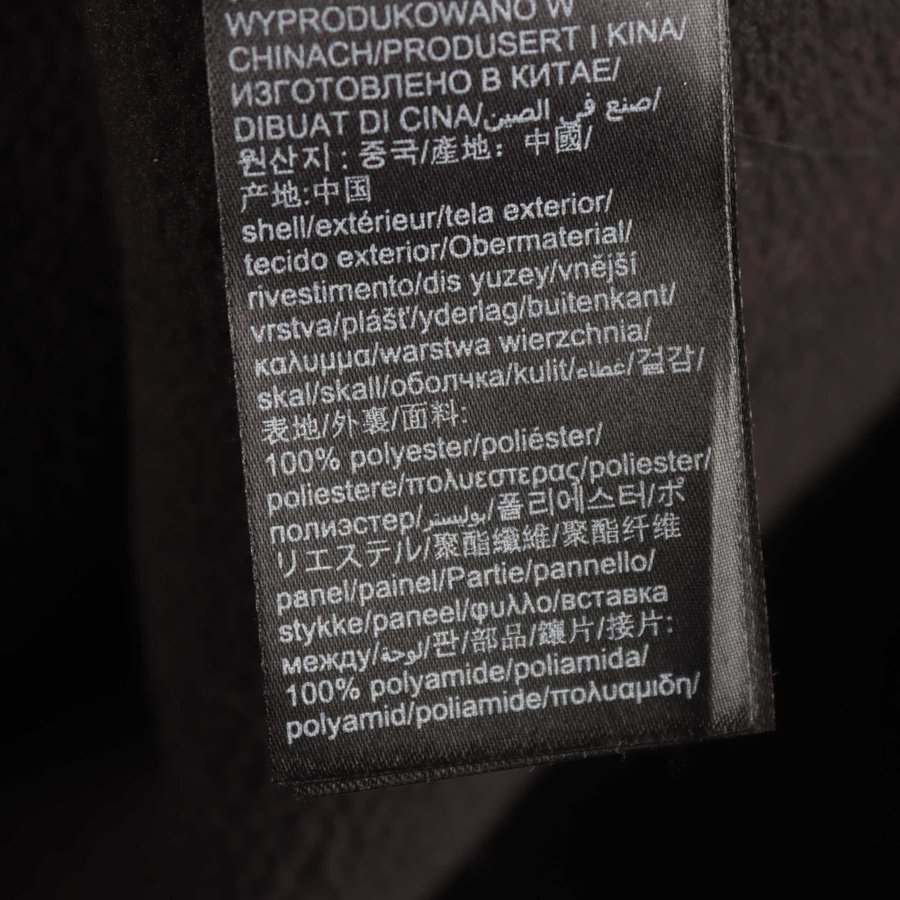 WYPRODUKOWANO W
CHINACH/PRODUSERT I KINA/
ИЗГОТОВЛЕНО В КИТАЕ/
DIBUAT DI CINA/صنع في الصين/
원산지 : 중국/產地: 中國/
产地:中国
shell/extérieur/tela exterior/
tecido exterior/Obermaterial/
rivestimento/dis yuzey/vnější
vrstva/plášť/yderlag/buitenkant/
καλυμμα/warstwa wierzchnia/
skal/skall/оболчка/kulit/غطاء/겉감/
表地/外裏/面料:
100% polyester/poliéster/
poliestere/πολυεστερας/poliester/
полиэстер/بوليستر/폴리에스터/ポ
リエステル/聚酯纖維/聚酯纤维
panel/painel/Partie/pannello/
stykke/paneel/φυλλο/вставка
между/لوحة/판/部品/鑲片/接片:
100% polyamide/poliamida/
polyamid/poliamide/πολυαμιδη/